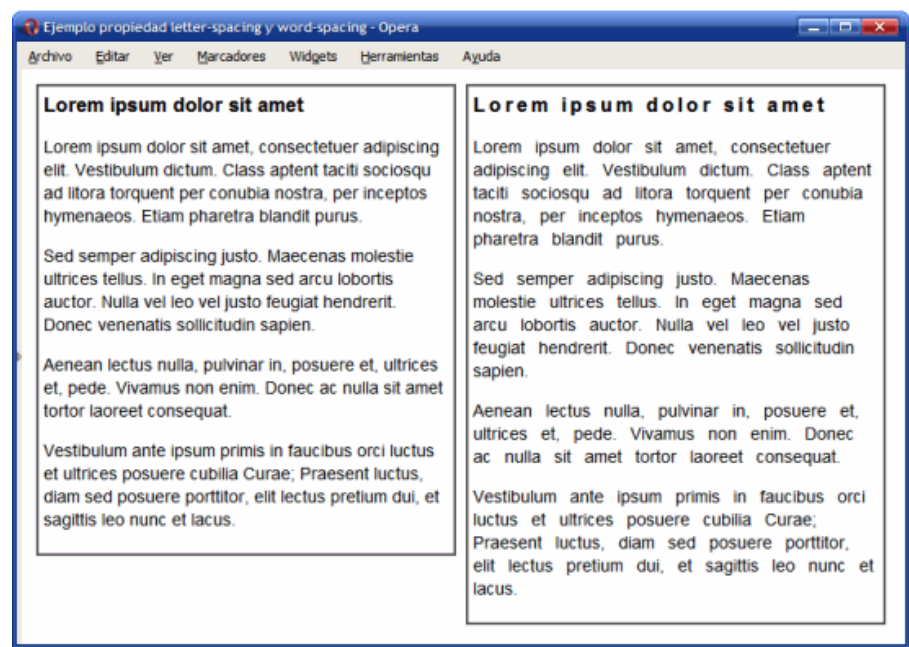 Ejemplo propiedad letter-spacing y word-spacing - Opera
Archivo Editar Ver Marcadores Widgets Herramientas Ayuda
Lorem ipsum dolor sit amet
Lorem ipsum dolor sit amet, consectetuer adipiscing
elit. Vestibulum dictum. Class aptent taciti sociosqu
ad litora torquent per conubia nostra, per inceptos
hymenaeos. Etiam pharetra blandit purus.
Sed semper adipiscing justo. Maecenas molestie
ultrices tellus. In eget magna sed arcu lobortis
auctor. Nulla vel leo vel justo feugiat hendrerit.
Donec venenatis sollicitudin sapien.
Aenean lectus nulla, pulvinar in, posuere et, ultrices
et, pede. Vivamus non enim. Donec ac nulla sit amet
tortor laoreet consequat.
Vestibulum ante ipsum primis in faucibus orci luctus
et ultrices posuere cubilia Curae; Praesent luctus,
diam sed posuere porttitor, elit lectus pretium dui, et
sagittis leo nunc et lacus.
Lorem ipsum dolor sit amet
Lorem ipsum dolor sit amet, consectetuer
adipiscing elit. Vestibulum dictum. Class aptent
taciti sociosqu ad litora torquent per conubia
nostra, per inceptos hymenaeos. Etiam
pharetra blandit purus.
Sed semper adipiscing justo. Maecenas
molestie ultrices tellus. In eget magna sed
arcu lobortis auctor. Nulla vel leo vel justo
feugiat hendrerit. Donec venenatis sollicitudin
sapien.
Aenean lectus nulla, pulvinar in, posuere et,
ultrices et, pede. Vivamus non enim. Donec
ac nulla sit amet tortor laoreet consequat.
Vestibulum ante ipsum primis in faucibus orci
luctus et ultrices posuere cubilia Curae;
Praesent luctus, diam sed posuere porttitor,
elit lectus pretium dui, et sagittis leo nunc et
lacus.